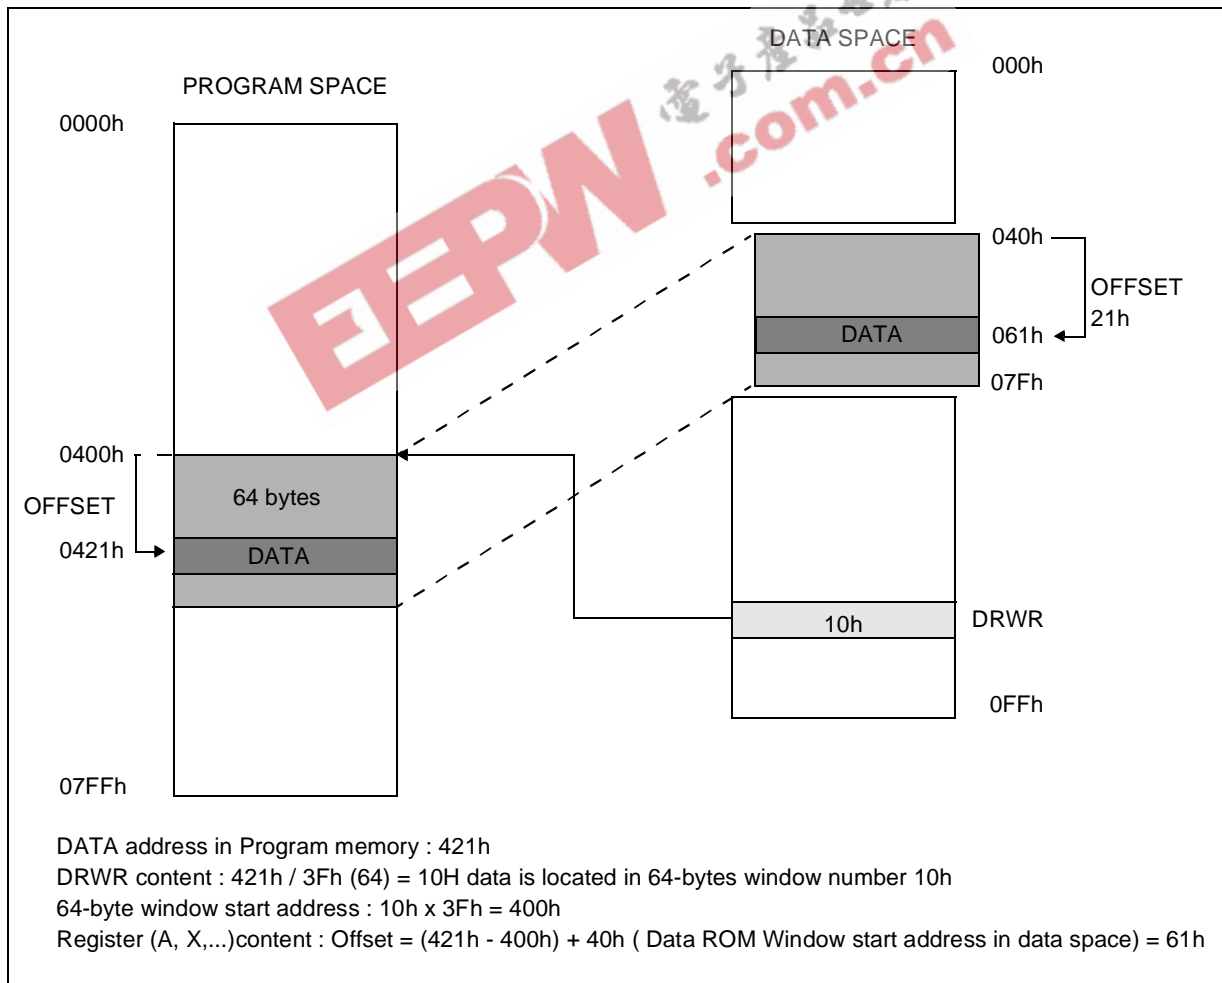 DATA SPACE
000h
PROGRAM SPACE
0000h
EEPW
.com.cn
040h
OFFSET
21h
DATA
061h
07Fh
0400h
64 bytes
OFFSET
0421h
DATA
10h
DRWR
0FFh
07FFh
DATA address in Program memory : 421h
DRWR content : 421h / 3Fh (64) = 10H data is located in 64-bytes window number 10h
64-byte window start address : 10h x 3Fh = 400h
Register (A, X,...)content : Offset = (421h - 400h) + 40h ( Data ROM Window start address in data space) = 61h